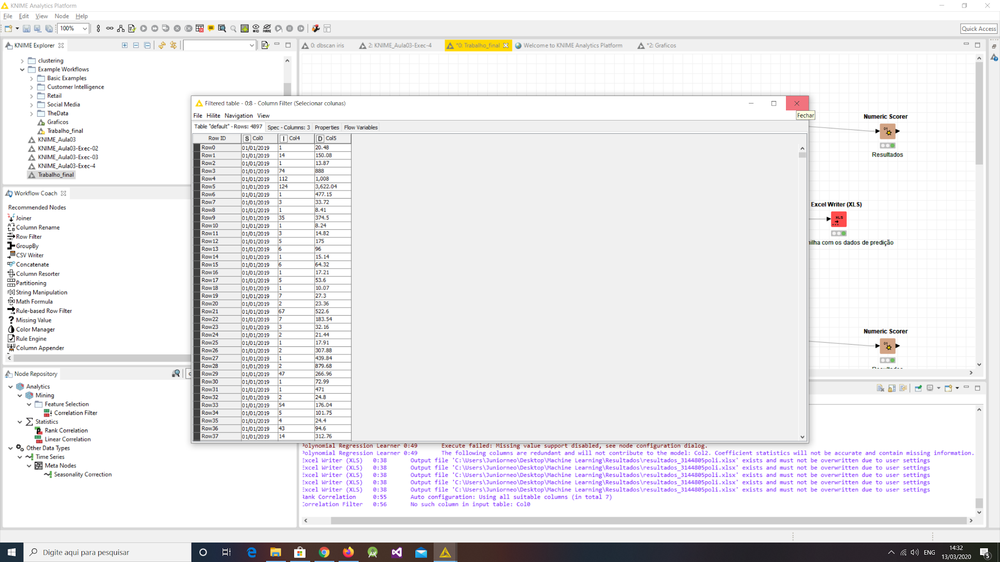 KNIME Analytics Platform
File Edit View Node Help
100%
#ID
NAME
Quick Access
KNIME Explorer
0: dbscan iris
2: KNIME_Aula03-Exec-4
*0: Trabalho_final
Welcome to KNIME Analytics Platform
*2: Graficos
clustering
Example Workflows
Basic Examples
Customer Intelligence
Retail
Social Media
TheData
Graficos
Trabalho_final
KNIME_Aula03
KNIME_Aula03-Exec-02
KNIME_Aula03-Exec-03
KNIME_Aula03-Exec-4
Trabalho_final
Workflow Coach
Recommended Nodes
Joiner
Column Rename
Row Filter
GroupBy
CSV Writer
Concatenate
Column Resorter
Partitioning
String Manipulation
Math Formula
Rule-based Row Filter
Missing Value
Color Manager
Rule Engine
Column Appender
Node Repository
Analytics
Mining
Feature Selection
Correlation Filter
Statistics
Rank Correlation
Linear Correlation
Other Data Types
Time Series
Meta Nodes
Seasonality Correction
Filtered table - 0:8 - Column Filter (Selecionar colunas)
File Hilite Navigation View
Fechar
Table "default" - Rows: 4897 Spec - Columns: 3 Properties Flow Variables
Row ID S Col0 I Col4 D Col5
Row0 01/01/2019 1 20.48
Row1 01/01/2019 14 150.08
Row2 01/01/2019 1 13.87
Row3 01/01/2019 74 888
Row4 01/01/2019 112 1,008
Row5 01/01/2019 124 3,622.04
Row6 01/01/2019 1 477.15
Row7 01/01/2019 3 33.72
Row8 01/01/2019 1 8.41
Row9 01/01/2019 35 374.5
Row10 01/01/2019 1 8.24
Row11 01/01/2019 3 14.82
Row12 01/01/2019 5 175
Row13 01/01/2019 6 96
Row14 01/01/2019 1 15.14
Row15 01/01/2019 6 64.32
Row16 01/01/2019 1 17.21
Row17 01/01/2019 5 53.6
Row18 01/01/2019 1 10.07
Row19 01/01/2019 7 27.3
Row20 01/01/2019 2 23.36
Row21 01/01/2019 67 522.6
Row22 01/01/2019 7 183.54
Row23 01/01/2019 3 32.16
Row24 01/01/2019 2 21.44
Row25 01/01/2019 1 17.91
Row26 01/01/2019 2 307.88
Row27 01/01/2019 1 439.84
Row28 01/01/2019 2 879.68
Row29 01/01/2019 47 266.96
Row30 01/01/2019 1 72.99
Row31 01/01/2019 1 471
Row32 01/01/2019 2 24.8
Row33 01/01/2019 54 176.04
Row34 01/01/2019 5 101.75
Row35 01/01/2019 4 24.4
Row36 01/01/2019 43 94.6
Row37 01/01/2019 14 312.76
Numeric Scorer
Resultados
Excel Writer (XLS)
XLS
nilha com os dados de predição
Numeric Scorer
Polynomial Regression Learner 0:49 Execute failed: Missing value support disabled, see node configuration dialog.
Polynomial Regression Learner 0:49 The following columns are redundant and will not contribute to the model: Col2. Coefficient statistics will not be accurate and contain missing information.
Excel Writer (XLS) 0:38 Output file 'C:\Users\Juniorneo\Desktop\Machine Learning\Resultados\resultados_3144805poli.xlsx' exists and must not be overwritten due to user settings
Excel Writer (XLS) 0:38 Output file 'C:\Users\Juniorneo\Desktop\Machine Learning\Resultados\resultados_3144805poli.xlsx' exists and must not be overwritten due to user settings
Excel Writer (XLS) 0:38 Output file 'C:\Users\Juniorneo\Desktop\Machine Learning\Resultados\resultados_3144805poli.xlsx' exists and must not be overwritten due to user settings
Excel Writer (XLS) 0:38 Output file 'C:\Users\Juniorneo\Desktop\Machine Learning\Resultados\resultados_3144805poli.xlsx' exists and must not be overwritten due to user settings
Excel Writer (XLS) 0:38 Output file 'C:\Users\Juniorneo\Desktop\Machine Learning\Resultados\resultados_3144805poli.xlsx' exists and must not be overwritten due to user settings
Rank Correlation 0:55 Auto configuration: Using all suitable columns (in total 7)
Correlation Filter 0:56 No such column in input table: Col0
Digite aqui para pesquisar
ENG
14:32
13/03/2020
5